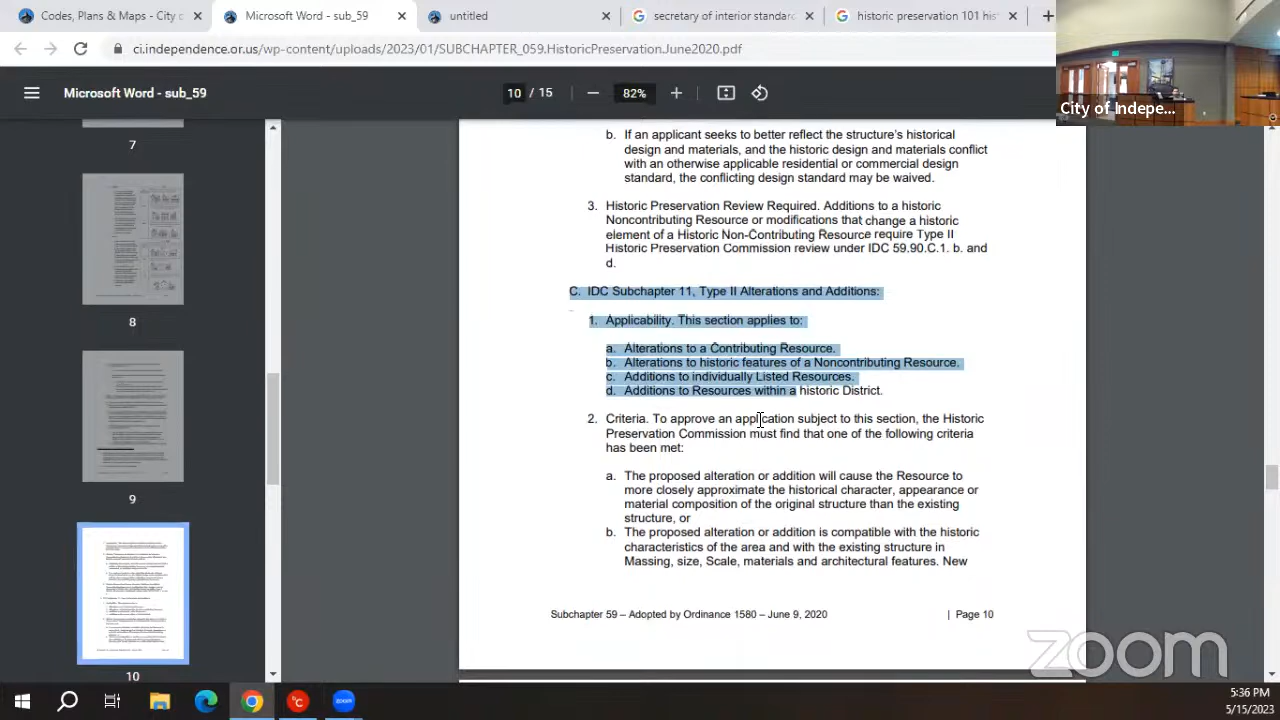 Codes, Plans & Maps - City c
Microsoft Word - sub_59
untitled
secretary of interior standard
historic preservation 101 his
ci.independence.or.us/wp-content/uploads/2023/01/SUBCHAPTER_059.HistoricPreservation.June2020.pdf
City of Indepe...
Microsoft Word - sub_59
10 / 15
82%
7
8
9
10
b. If an applicant seeks to better reflect the structure's historical
design and materials, and the historic design and materials conflict
with an otherwise applicable residential or commercial design
standard, the conflicting design standard may be waived.
3. Historic Preservation Review Required. Additions to a historic
Noncontributing Resource or modifications that change a historic
element of a Historic Non-Contributing Resource require Type II
Historic Preservation Commission review under IDC 59.90.C.1. b. and
d.
C. IDC Subchapter 11, Type II Alterations and Additions:
1. Applicability. This section applies to:
a. Alterations to a Contributing Resource.
b. Alterations to historic features of a Noncontributing Resource.
c. Additions to individually Listed Resources.
d. Additions to Resources within a historic District.
2. Criteria. To approve an application subject to this section, the Historic
Preservation Commission must find that one of the following criteria
has been met:
a. The proposed alteration or addition will cause the Resource to
more closely approximate the historical character, appearance or
material composition of the original structure than the existing
structure, or
b. The proposed alteration or addition is compatible with the historic
characteristics of the area and with the existing structure in
Massing, size, Scale, materials and architectural features. New
Subchapter 59 – Adopted by Ordinance 1580 – June 9, 2020 | Page 10
zoom
zoom
5:36 PM
5/15/2023